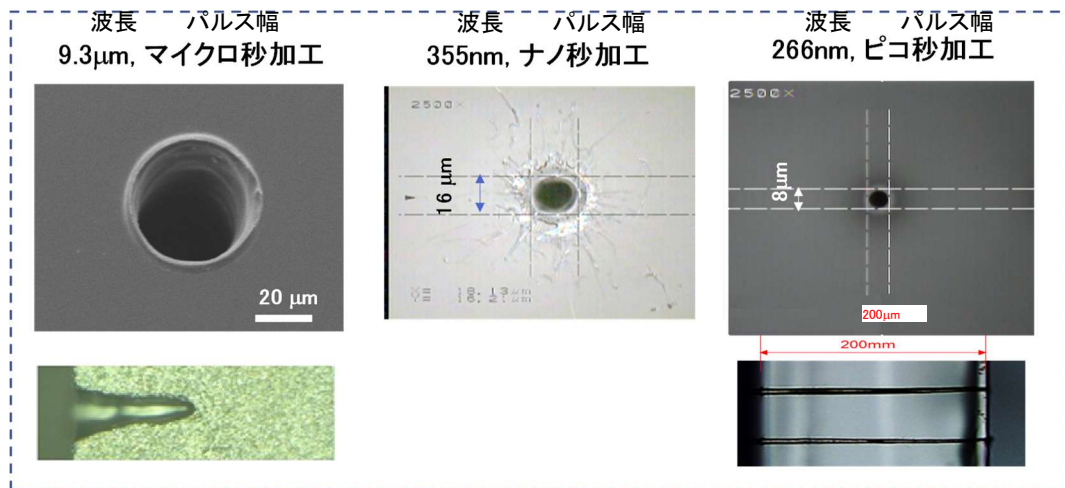 波長 パルス幅
9.3μm, マイクロ秒加工
20 μm
波長 パルス幅
355nm, ナノ秒加工
2500×
16 μm
波長 パルス幅
266nm, ピコ秒加工
2500×
8μm
200μm
200mm